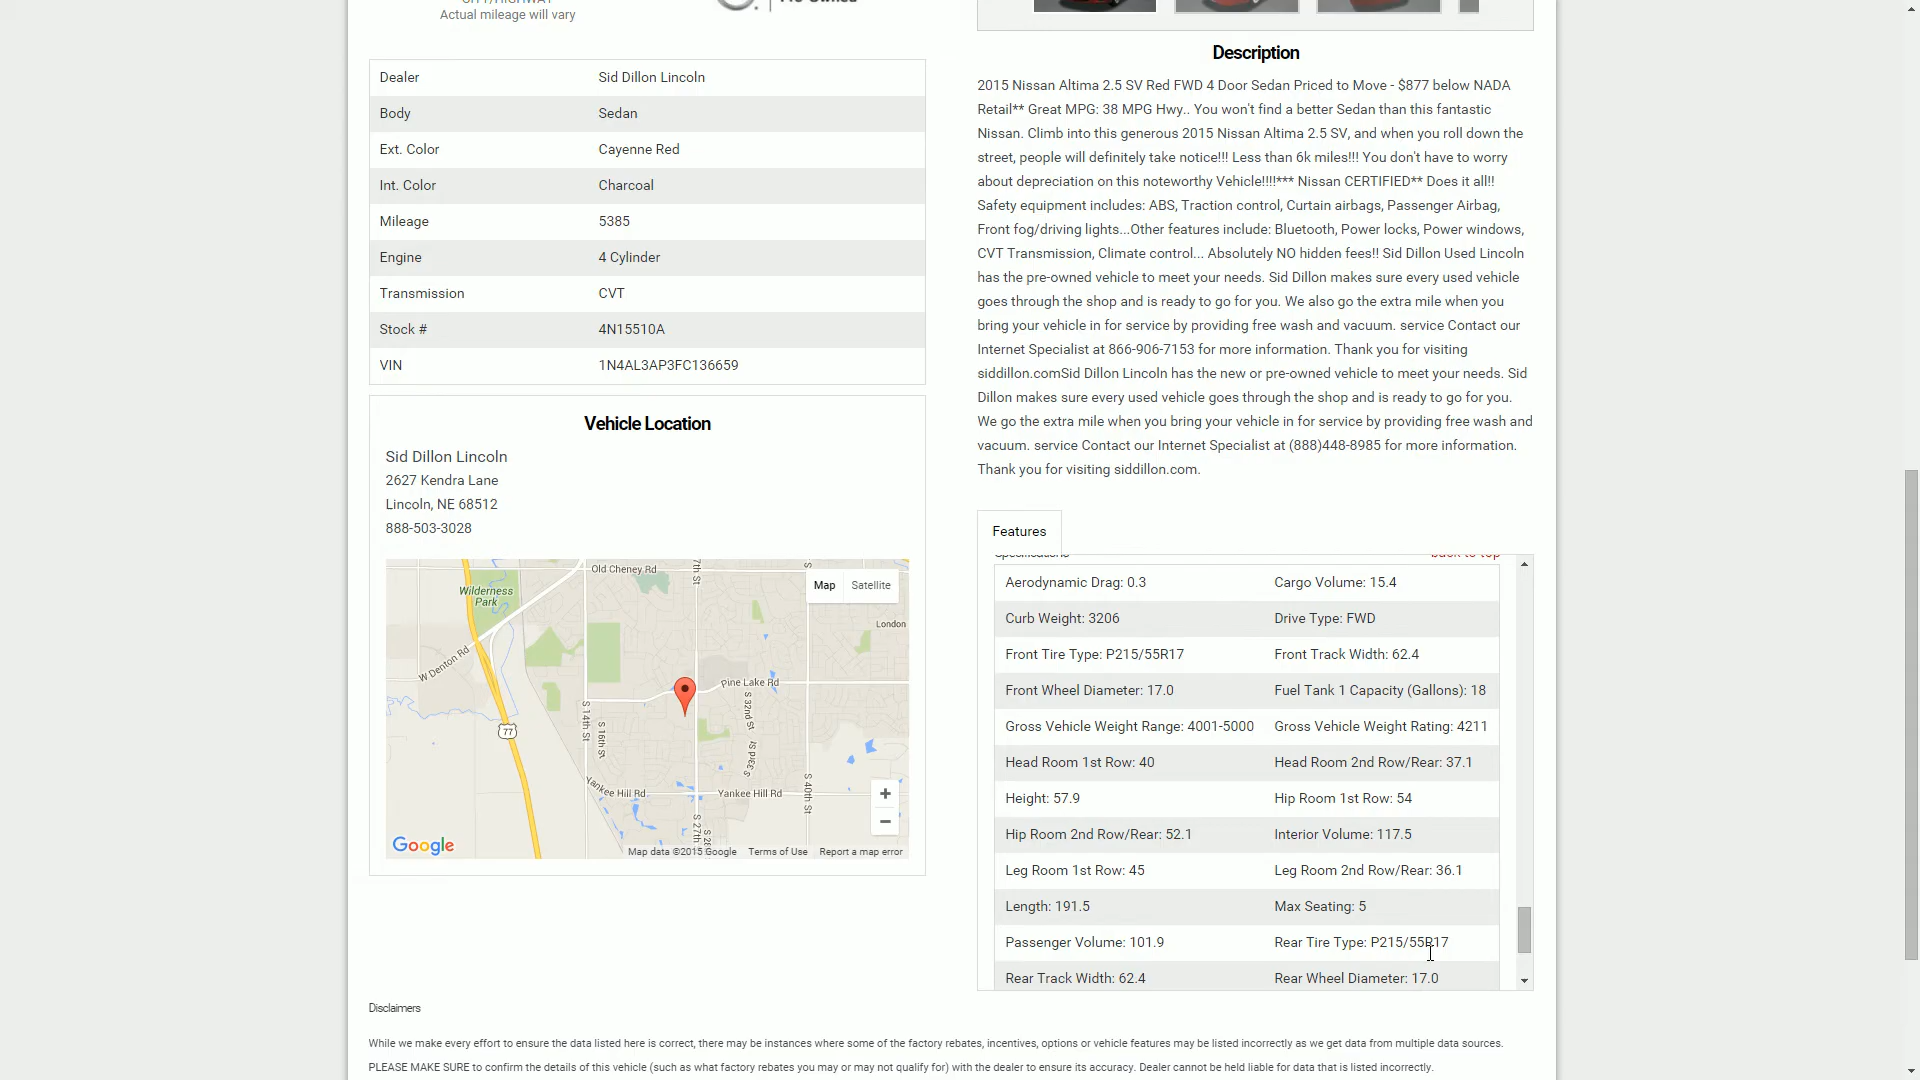 Actual mileage will vary
Dealer Sid Dillon Lincoln
Body Sedan
Ext. Color Cayenne Red
Int. Color Charcoal
Mileage 5385
Engine 4 Cylinder
Transmission CVT
Stock # 4N15510A
VIN 1N4AL3AP3FC136659
Vehicle Location
Sid Dillon Lincoln
2627 Kendra Lane
Lincoln, NE 68512
888-503-3028
Old Cheney Rd
7th St
Map Satellite
Wilderness Park
London
W Denton Rd
Pine Lake Rd
S 14th St
S 16th St
S 32nd St
S 33rd St
77
Yankee Hill Rd
Yankee Hill Rd
S 40th St
S 27th
S 28
Google
Map data ©2015 Google Terms of Use Report a map error
Description
2015 Nissan Altima 2.5 SV Red FWD 4 Door Sedan Priced to Move - $877 below NADA
Retail** Great MPG: 38 MPG Hwy.. You won't find a better Sedan than this fantastic
Nissan. Climb into this generous 2015 Nissan Altima 2.5 SV, and when you roll down the
street, people will definitely take notice!!! Less than 6k miles!!! You don't have to worry
about depreciation on this noteworthy Vehicle!!!!*** Nissan CERTIFIED** Does it all!!
Safety equipment includes: ABS, Traction control, Curtain airbags, Passenger Airbag,
Front fog/driving lights...Other features include: Bluetooth, Power locks, Power windows,
CVT Transmission, Climate control... Absolutely NO hidden fees!! Sid Dillon Used Lincoln
has the pre-owned vehicle to meet your needs. Sid Dillon makes sure every used vehicle
goes through the shop and is ready to go for you. We also go the extra mile when you
bring your vehicle in for service by providing free wash and vacuum. service Contact our
Internet Specialist at 866-906-7153 for more information. Thank you for visiting
siddillon.comSid Dillon Lincoln has the new or pre-owned vehicle to meet your needs. Sid
Dillon makes sure every used vehicle goes through the shop and is ready to go for you.
We go the extra mile when you bring your vehicle in for service by providing free wash and
vacuum. service Contact our Internet Specialist at (888)448-8985 for more information.
Thank you for visiting siddillon.com.
Features
Specifications back to top
Aerodynamic Drag: 0.3 Cargo Volume: 15.4
Curb Weight: 3206 Drive Type: FWD
Front Tire Type: P215/55R17 Front Track Width: 62.4
Front Wheel Diameter: 17.0 Fuel Tank 1 Capacity (Gallons): 18
Gross Vehicle Weight Range: 4001-5000 Gross Vehicle Weight Rating: 4211
Head Room 1st Row: 40 Head Room 2nd Row/Rear: 37.1
Height: 57.9 Hip Room 1st Row: 54
Hip Room 2nd Row/Rear: 52.1 Interior Volume: 117.5
Leg Room 1st Row: 45 Leg Room 2nd Row/Rear: 36.1
Length: 191.5 Max Seating: 5
Passenger Volume: 101.9 Rear Tire Type: P215/55R17
Rear Track Width: 62.4 Rear Wheel Diameter: 17.0
Disclaimers
While we make every effort to ensure the data listed here is correct, there may be instances where some of the factory rebates, incentives, options or vehicle features may be listed incorrectly as we get data from multiple data sources.
PLEASE MAKE SURE to confirm the details of this vehicle (such as what factory rebates you may or may not qualify for) with the dealer to ensure its accuracy. Dealer cannot be held liable for data that is listed incorrectly.